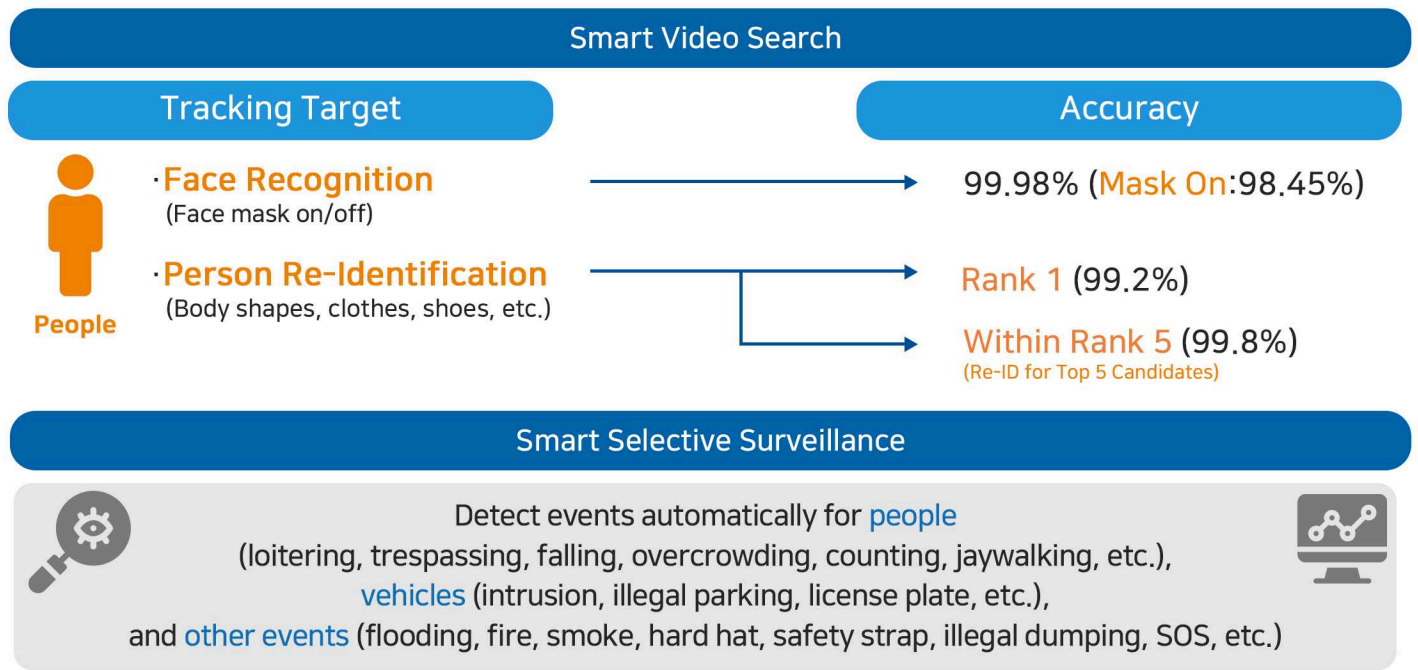 Smart Video Search
Tracking Target
Accuracy
·Face Recognition
(Face mask on/off)
99.98% (Mask On:98.45%)
·Person Re-Identification
(Body shapes, clothes, shoes, etc.)
People
Rank 1 (99.2%)
Within Rank 5 (99.8%)
(Re-ID for Top 5 Candidates)
Smart Selective Surveillance
Detect events automatically for people
(loitering, trespassing, falling, overcrowding, counting, jaywalking, etc.),
vehicles (intrusion, illegal parking, license plate, etc.),
and other events (flooding, fire, smoke, hard hat, safety strap, illegal dumping, SOS, etc.)